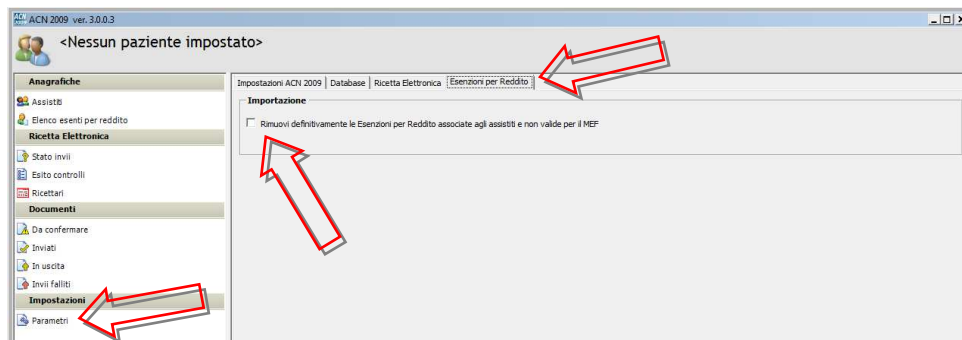 ACN 2009 ver. 3.0.0.3
<Nessun paziente impostato>
Anagrafiche
Assistiti
Elenco esenti per reddito
Ricetta Elettronica
Stato invii
Esito controlli
Ricettari
Documenti
Da confermare
Inviati
In uscita
Invii falliti
Impostazioni
Parametri
Impostazioni ACN 2009 Database Ricetta Elettronica Esenzioni per Reddito
Importazione
Rimuovi definitivamente le Esenzioni per Reddito associate agli assistiti e non valide per il MEF